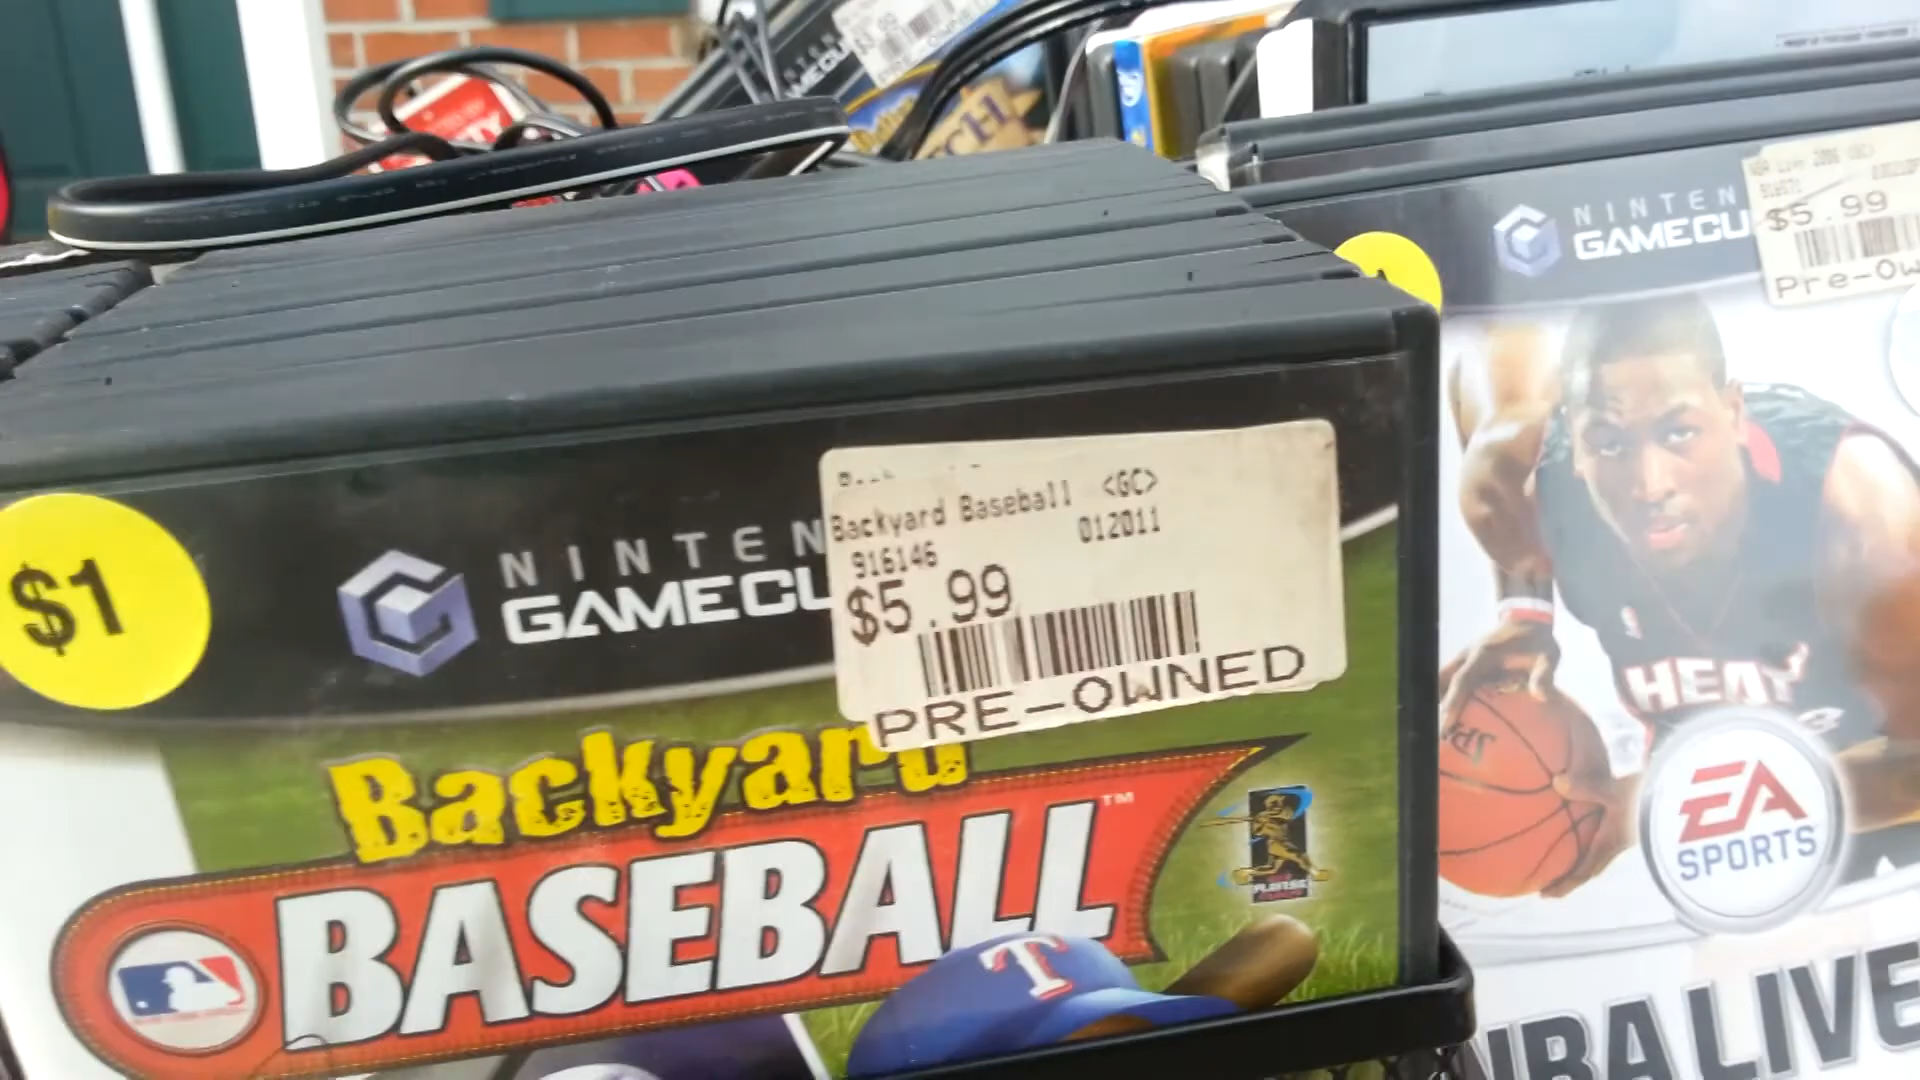 $1
NINTEN
GAMECU
Backyard Baseball <GC>
916146 012011
$5.99
PRE-OWNED
Backyard
BASEBALL™
T
NINTEN
GAMECU
$5.99
Pre-Ow
HEAT
EA
SPORTS
NBA LIVE